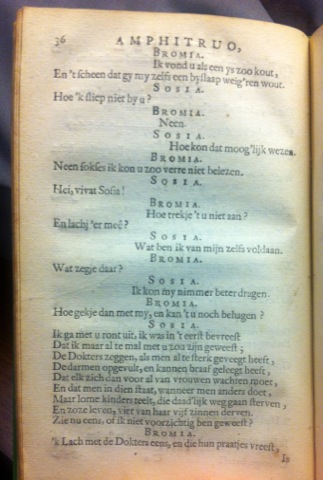 36 AMPHITRUO,
BROMIA.
Ik vond u als een ys zoo kout,
En 't scheen dat gy my zelfs een byslaap weig'ren wout.
SOSIA.
Hoe 'k sliep niet by u?
BROMIA.
Neen.
SOSIA.
Hoe kon dat moog'lijk wezen.
BROMIA.
Neen sokses ik kon u zoo verre niet belezen.
SOSIA.
Hei, vivat Sosia!
BROMIA.
Hoe trekje 't u niet aan?
En lachj 'er meê?
SOSIA.
Wat ben ik van mijn zelfs voldaan.
BROMIA.
Wat zegje daar?
SOSIA.
Ik kon my nimmer beter dragen.
BROMIA.
Hoe gekje dan met my, en kan 't u noch behagen?
SOSIA.
Ik ga met u ront uit, ik was in 't eerst bevreest
Dat ik maar al te mal met u zou zijn geweest;
De Dokters zeggen, als men al te sterk geveegt heeft,
De darmen opgevult, en kannen braaf geleegt heeft,
Dat elk zich dan voor al van vrouwen wachten moet,
En dat men in dien staat, wanneer men anders doet,
Maar lome kinders teelt, die daad'lijk weg gaan sterven,
En zoze leven, vier van haar vijf zinnen derven.
Zie nu eens, of ik niet voorzichtig ben geweest?
BROMIA.
'k Lach met de Dokters eens, en die hun praatjes vreest,
Is